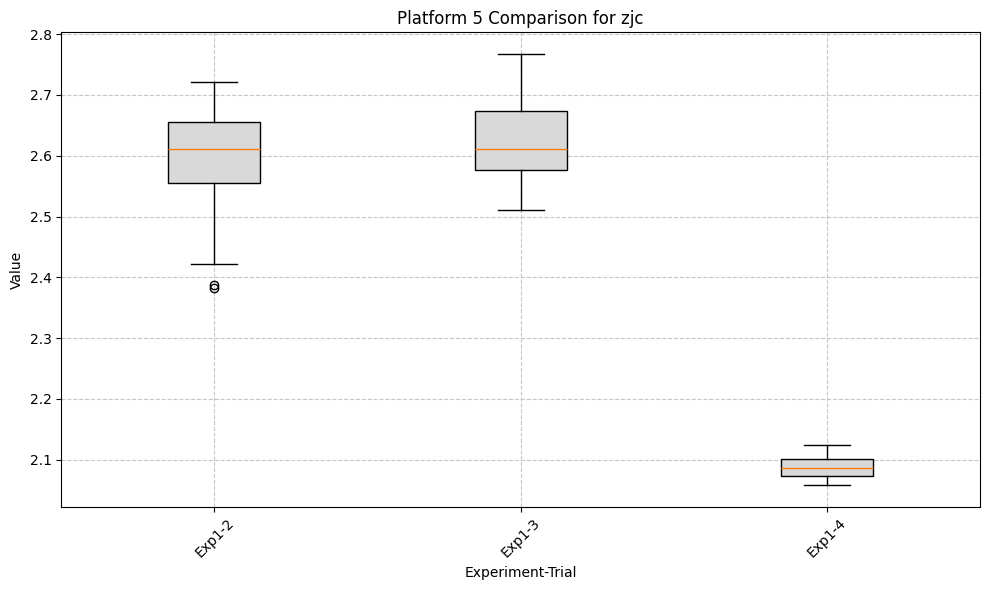 Platform 5 Comparison for zjc
Value
2.8
2.7
2.6
2.5
2.4
2.3
2.2
2.1
Exp1-2
Exp1-3
Exp1-4
Experiment-Trial